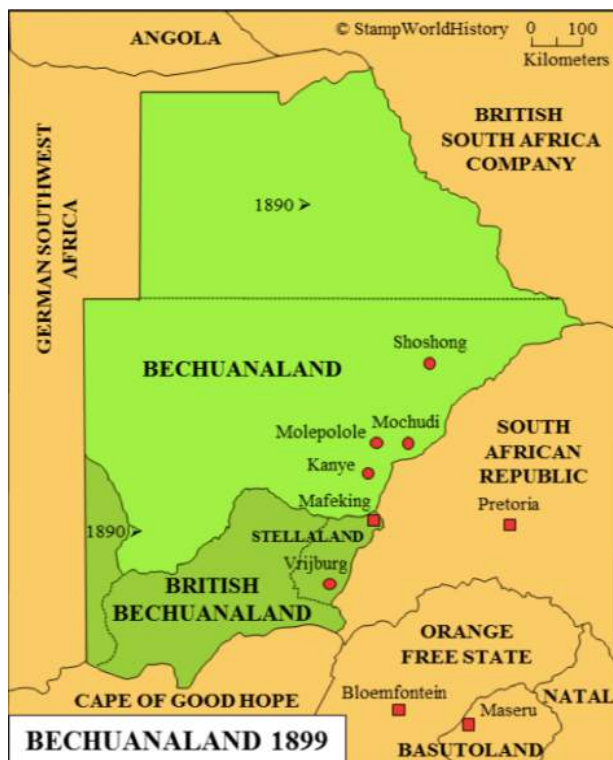 ANGOLA
© StampWorldHistory
0 100
Kilometers
BRITISH
SOUTH AFRICA
COMPANY
GERMAN SOUTHWEST
AFRICA
1890
Shoshong
BECHUANALAND
Molepolole
Mochudi
Kanye
SOUTH
AFRICAN
REPUBLIC
Mafeking
Pretoria
1890
STELLALAND
Vrijburg
BRITISH
BECHUANALAND
ORANGE
FREE STATE
CAPE OF GOOD HOPE
Bloemfontein
NATAL
Maseru
BASUTOLAND
BECHUANALAND 1899